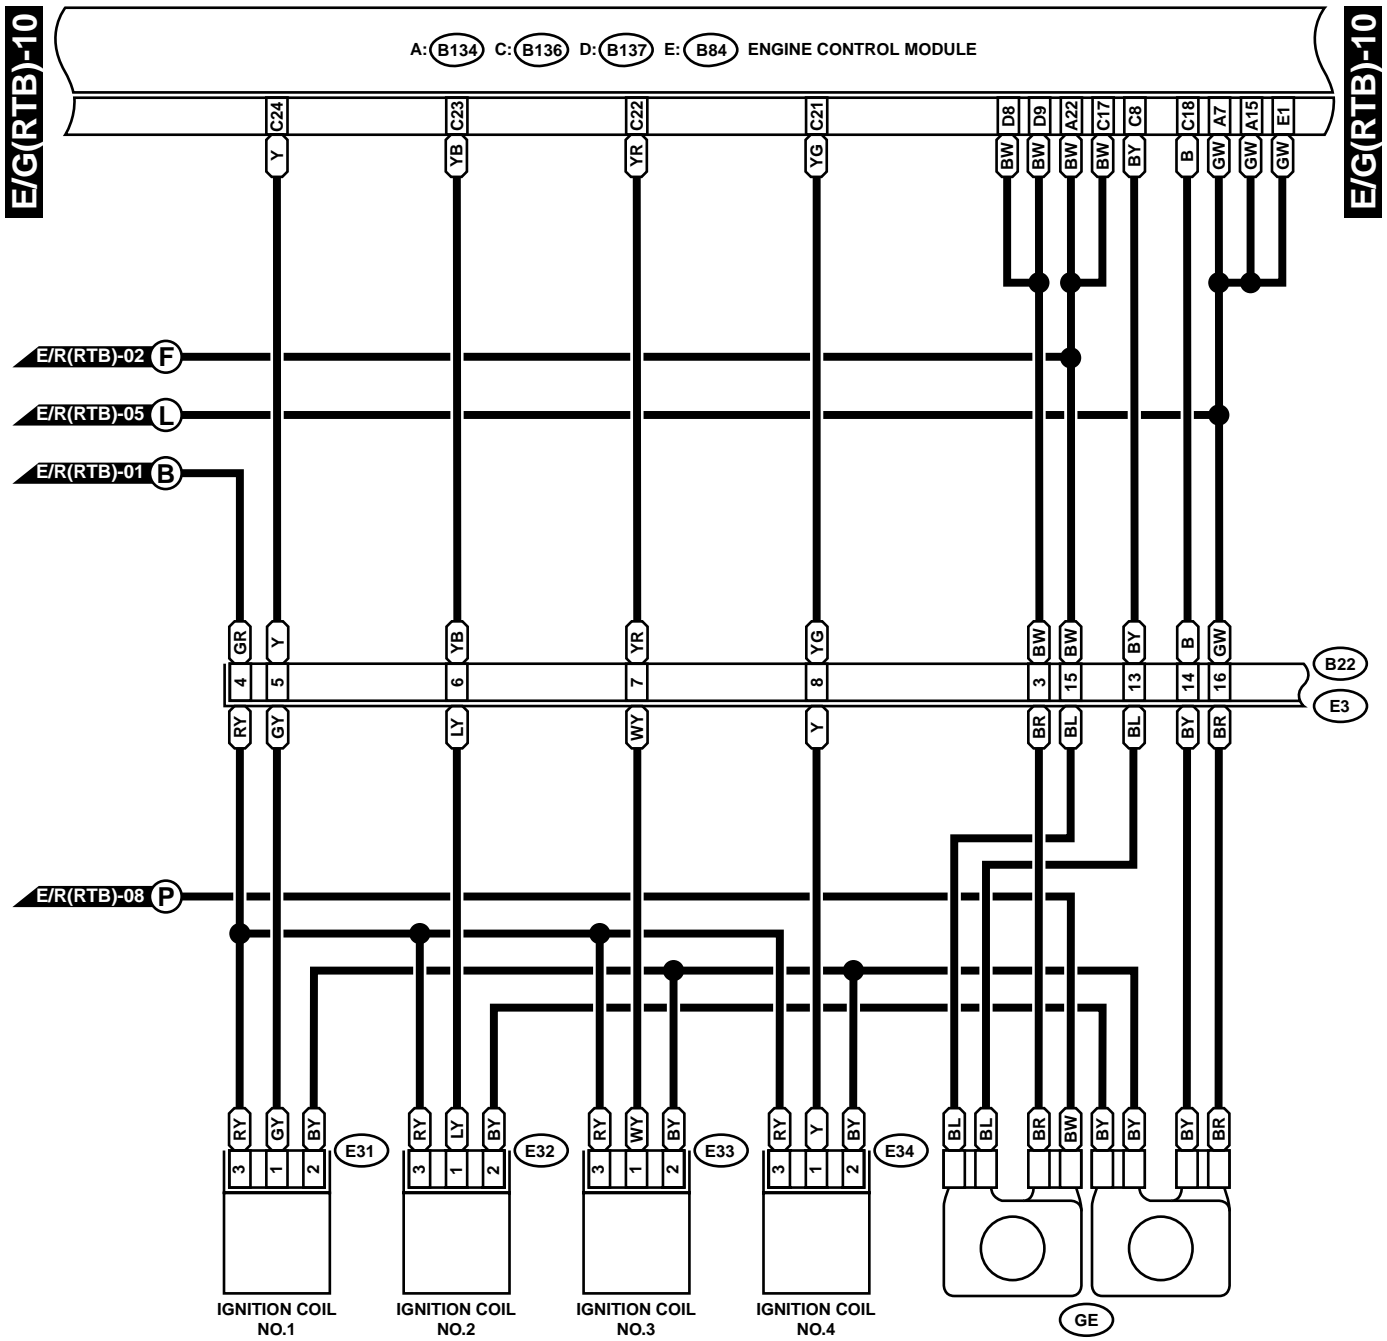 E/G(RTB)-10
E/G(RTB)-10
A: B134 C: B136 D: B137 E: B84 ENGINE CONTROL MODULE
C24 C23 C22 C21 D8 D9 A22 C17 C8 C18 A7 A15 E1
Y YB YR YG BW BW BW BW BY B GW GW GW
E/R(RTB)-02 F
E/R(RTB)-05 L
E/R(RTB)-01 B
GR Y YB YR YG BW BW BY B GW
4 5 6 7 8 3 15 13 14 16 B22
E3
RY GY LY WY Y BR BL BL BY BR
E/R(RTB)-08 P
RY GY BY RY LY BY RY WY BY RY Y BY BL BL BR BW BY BY BY BR
E31 E32 E33 E34
3 1 2 3 1 2 3 1 2 3 1 2
IGNITION COIL
NO.1
IGNITION COIL
NO.2
IGNITION COIL
NO.3
IGNITION COIL
NO.4
GE